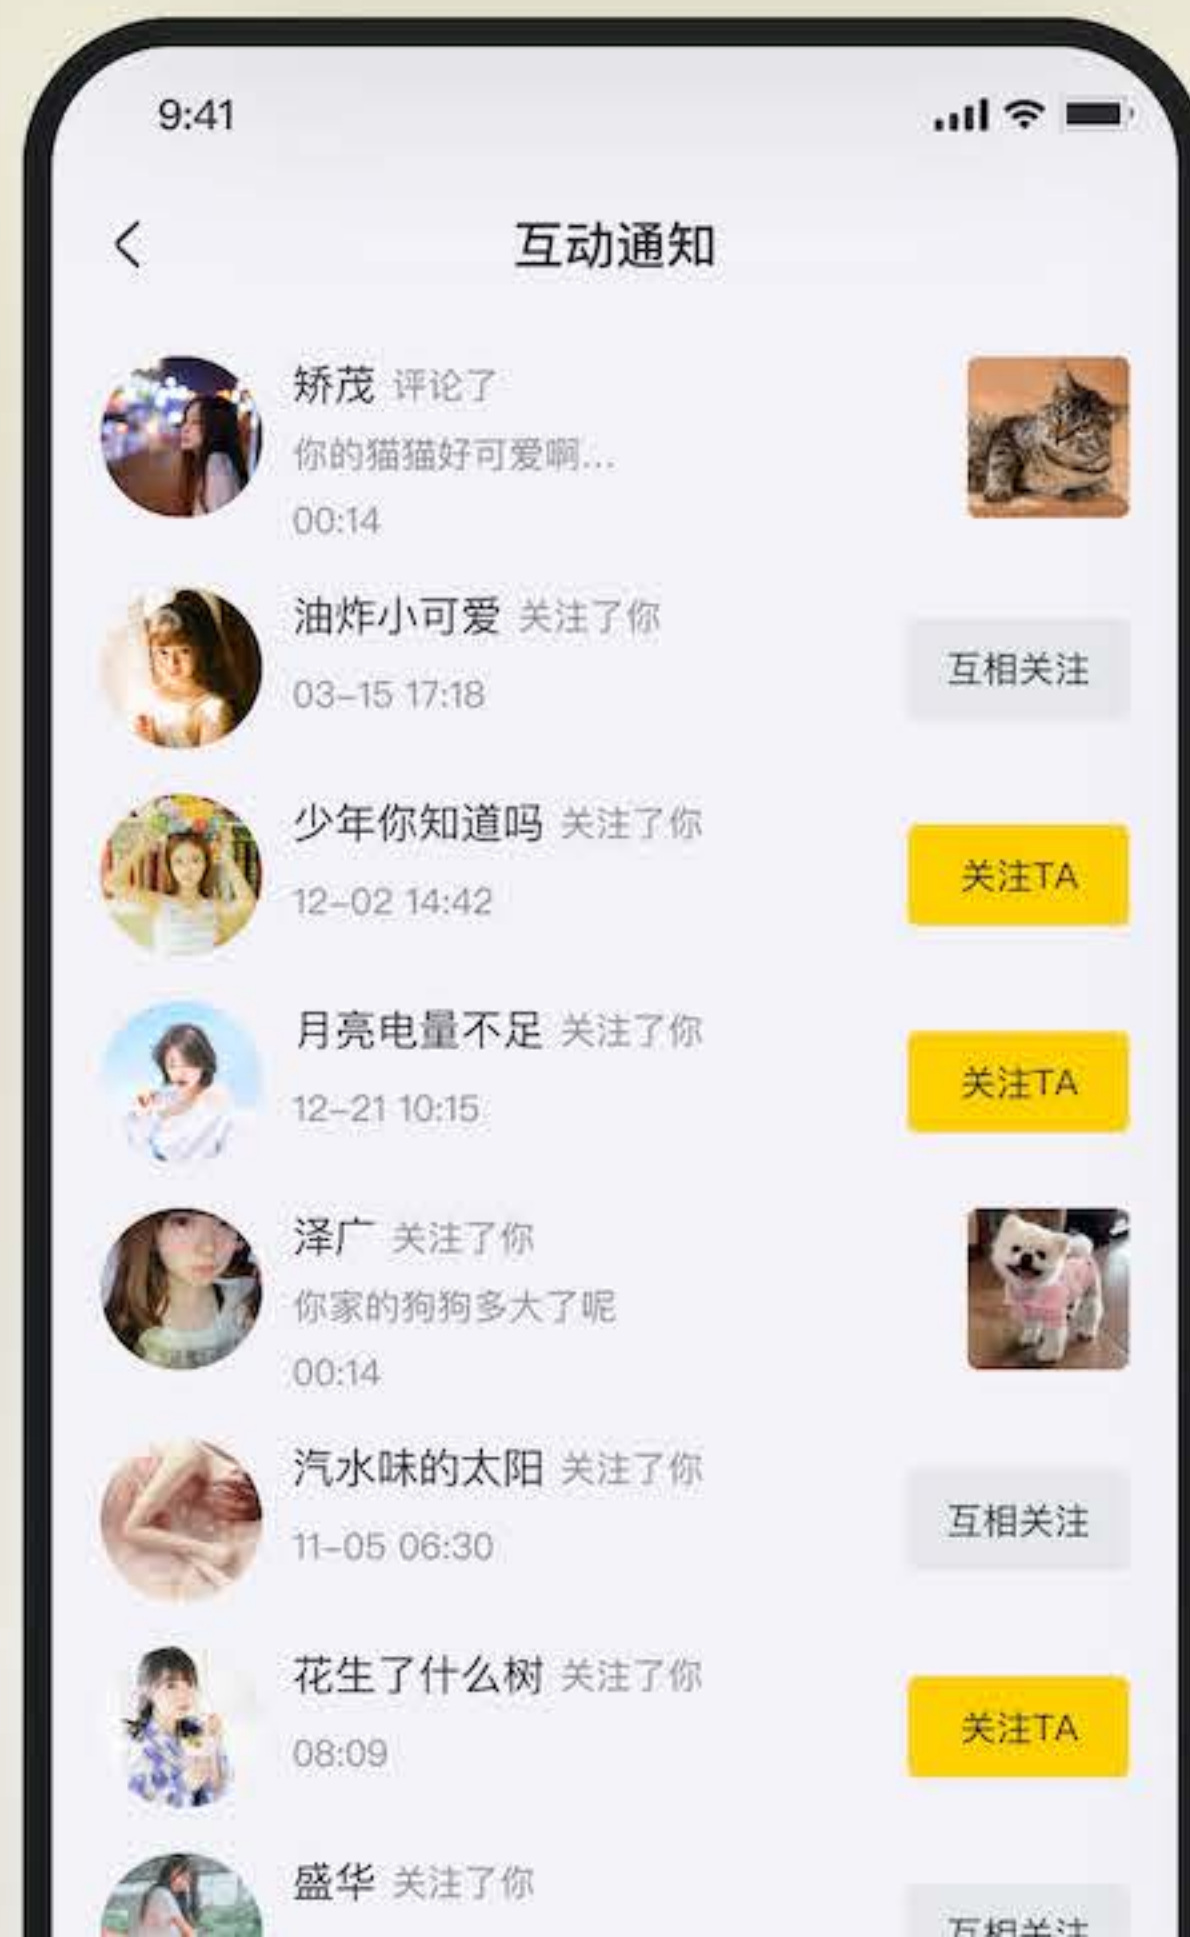 9:41
互动通知
矫茂 评论了
你的猫猫好可爱啊...
00:14
油炸小可爱 关注了你
03-15 17:18
互相关注
少年你知道吗 关注了你
12-02 14:42
关注TA
月亮电量不足 关注了你
12-21 10:15
关注TA
泽广 关注了你
你家的狗狗多大了呢
00:14
汽水味的太阳 关注了你
11-05 06:30
互相关注
花生了什么树 关注了你
08:09
关注TA
盛华 关注了你
互相关注